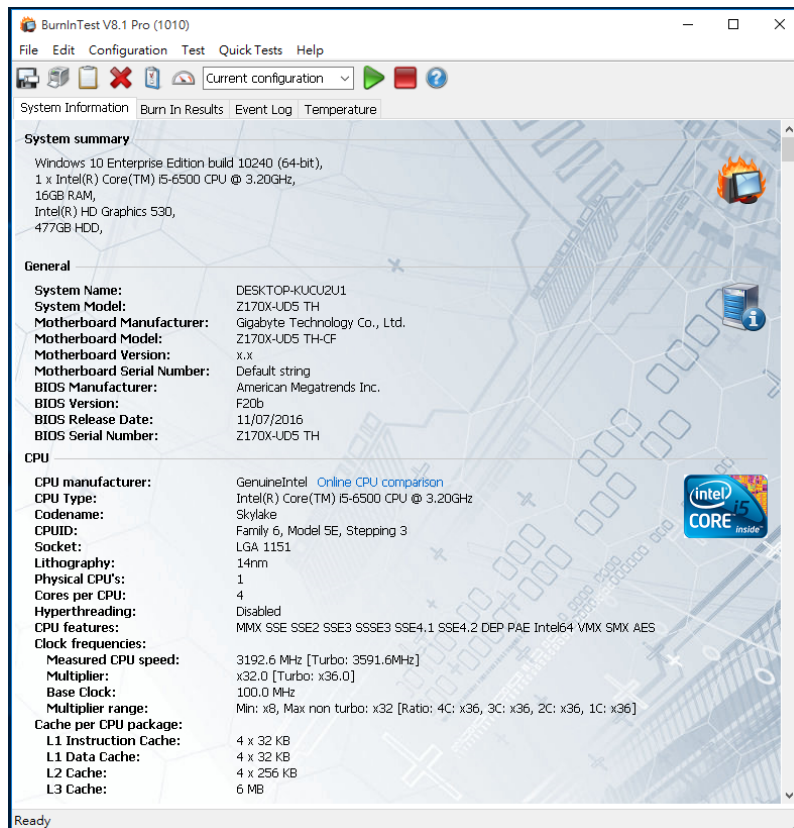 BurnInTest V8.1 Pro (1010)
File Edit Configuration Test Quick Tests Help
Current configuration
System Information Burn In Results Event Log Temperature
System summary
Windows 10 Enterprise Edition build 10240 (64-bit),
1 x Intel(R) Core(TM) i5-6500 CPU @ 3.20GHz,
16GB RAM,
Intel(R) HD Graphics 530,
477GB HDD,
General
System Name: DESKTOP-KUCU2U1
System Model: Z170X-UD5 TH
Motherboard Manufacturer: Gigabyte Technology Co., Ltd.
Motherboard Model: Z170X-UD5 TH-CF
Motherboard Version: x.x
Motherboard Serial Number: Default string
BIOS Manufacturer: American Megatrends Inc.
BIOS Version: F20b
BIOS Release Date: 11/07/2016
BIOS Serial Number: Z170X-UD5 TH
CPU
CPU manufacturer: GenuineIntel Online CPU comparison
CPU Type: Intel(R) Core(TM) i5-6500 CPU @ 3.20GHz
Codename: Skylake
CPUID: Family 6, Model 5E, Stepping 3
Socket: LGA 1151
Lithography: 14nm
Physical CPU's: 1
Cores per CPU: 4
Hyperthreading: Disabled
CPU features: MMX SSE SSE2 SSE3 SSSE3 SSE4.1 SSE4.2 DEP PAE Intel64 VMX SMX AES
Clock frequencies:
Measured CPU speed: 3192.6 MHz [Turbo: 3591.6MHz]
Multiplier: x32.0 [Turbo: x36.0]
Base Clock: 100.0 MHz
Multiplier range: Min: x8, Max non turbo: x32 [Ratio: 4C: x36, 3C: x36, 2C: x36, 1C: x36]
Cache per CPU package:
L1 Instruction Cache: 4 x 32 KB
L1 Data Cache: 4 x 32 KB
L2 Cache: 4 x 256 KB
L3 Cache: 6 MB
(intel)
CORE i5
inside™
Ready